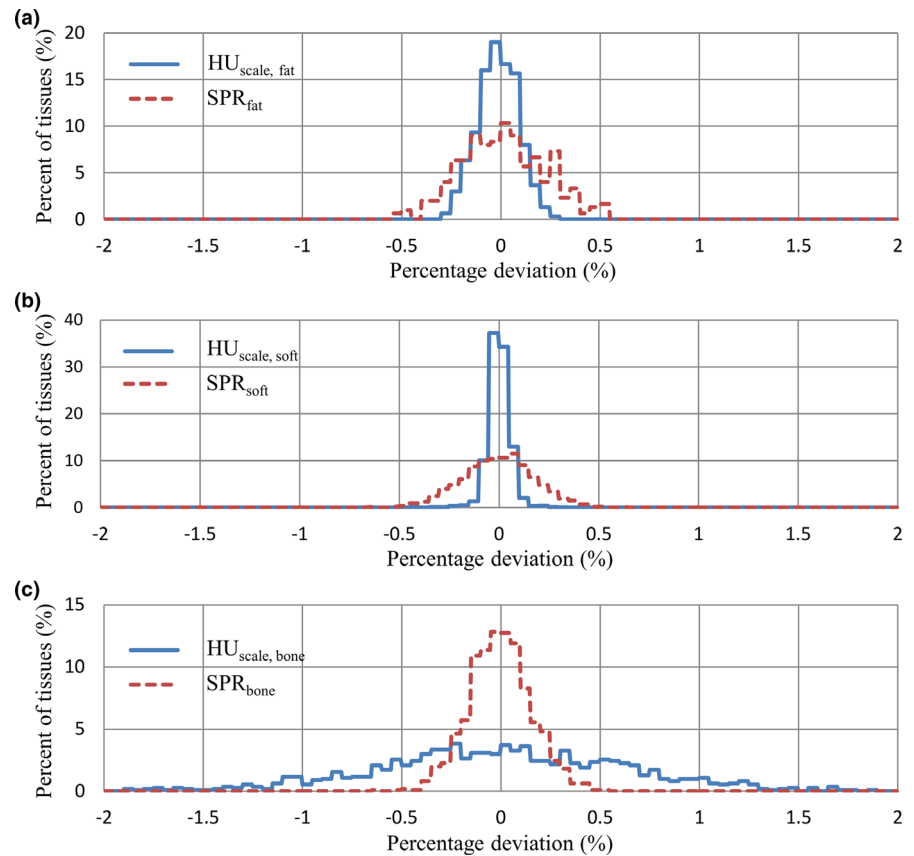 (a)
Percent of tissues (%)
20
15
10
5
0
HUscale, fat
SPRfat
-2 -1.5 -1 -0.5 0 0.5 1 1.5 2
Percentage deviation (%)
(b)
Percent of tissues (%)
40
30
20
10
0
HUscale, soft
SPRsoft
-2 -1.5 -1 -0.5 0 0.5 1 1.5 2
Percentage deviation (%)
(c)
Percent of tissues (%)
15
10
5
0
HUscale, bone
SPRbone
-2 -1.5 -1 -0.5 0 0.5 1 1.5 2
Percentage deviation (%)